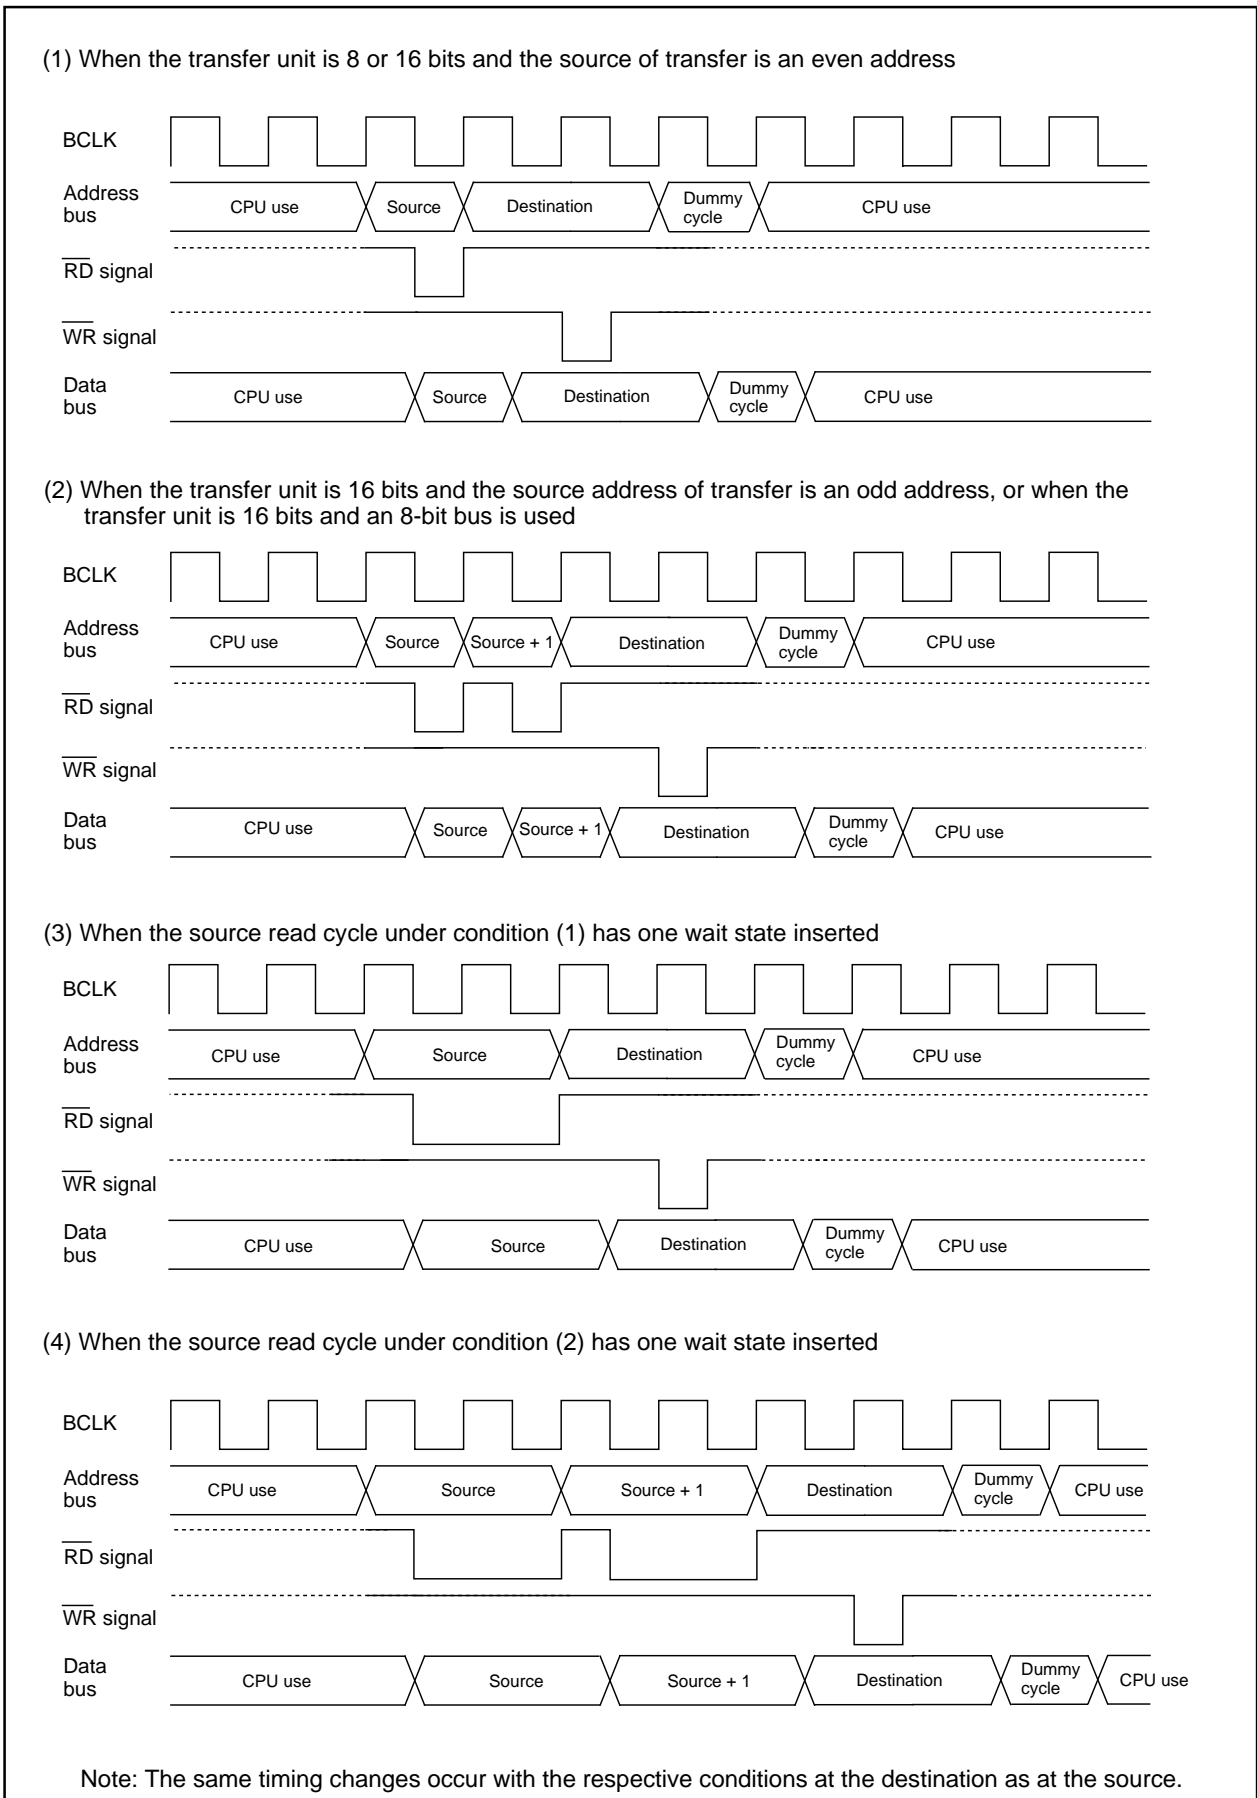 (1) When the transfer unit is 8 or 16 bits and the source of transfer is an even address
BCLK
Address
bus
CPU use
Source
Destination
Dummy
cycle
CPU use
RD signal
WR signal
Data
bus
CPU use
Source
Destination
Dummy
cycle
CPU use
(2) When the transfer unit is 16 bits and the source address of transfer is an odd address, or when the
transfer unit is 16 bits and an 8-bit bus is used
BCLK
Address
bus
CPU use
Source
Source + 1
Destination
Dummy
cycle
CPU use
RD signal
WR signal
Data
bus
CPU use
Source
Source + 1
Destination
Dummy
cycle
CPU use
(3) When the source read cycle under condition (1) has one wait state inserted
BCLK
Address
bus
CPU use
Source
Destination
Dummy
cycle
CPU use
RD signal
WR signal
Data
bus
CPU use
Source
Destination
Dummy
cycle
CPU use
(4) When the source read cycle under condition (2) has one wait state inserted
BCLK
Address
bus
CPU use
Source
Source + 1
Destination
Dummy
cycle
CPU use
RD signal
WR signal
Data
bus
CPU use
Source
Source + 1
Destination
Dummy
cycle
CPU use
Note: The same timing changes occur with the respective conditions at the destination as at the source.